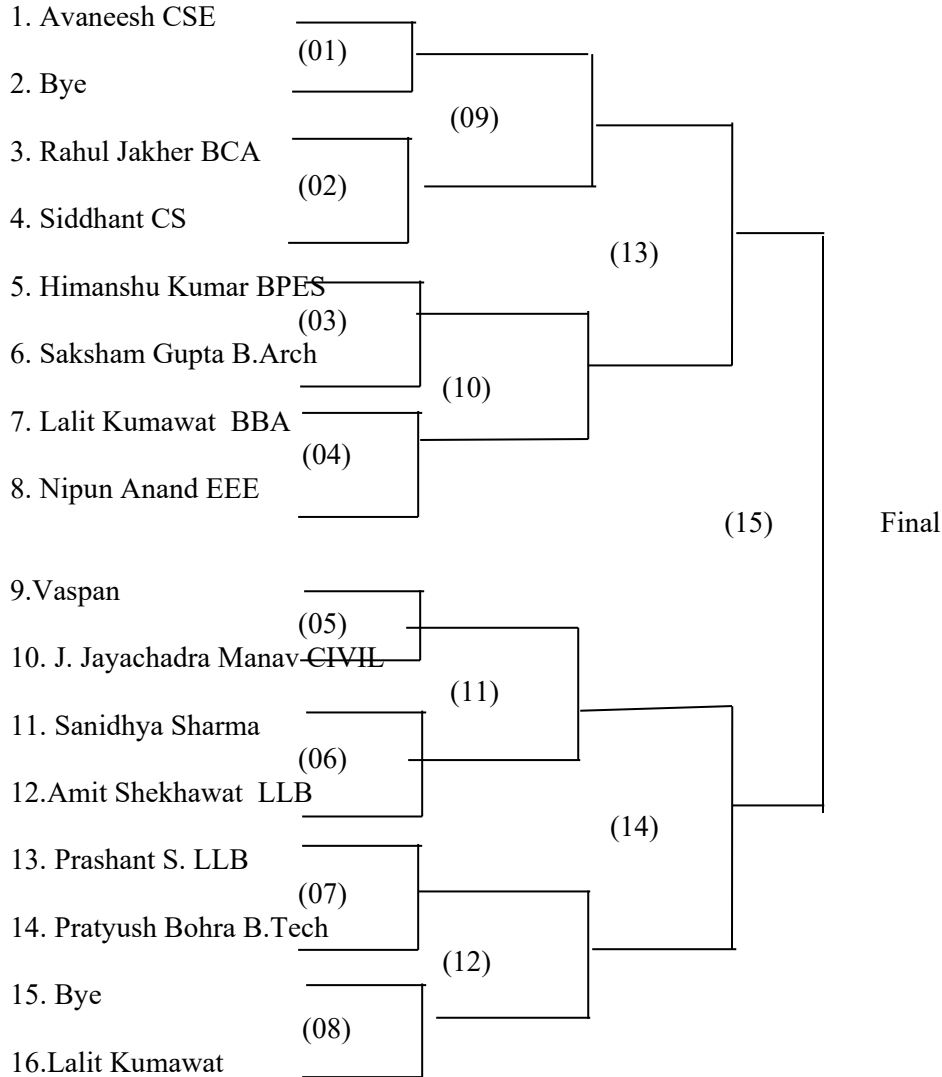 1. Avaneesh CSE
(01)
2. Bye
(09)
3. Rahul Jakher BCA
(02)
4. Siddhant CS
(13)
5. Himanshu Kumar BPES
(03)
6. Saksham Gupta B.Arch
(10)
7. Lalit Kumawat  BBA
(04)
8. Nipun Anand EEE
(15) Final
9.Vaspan
(05)
10. J. Jayachadra Manav CIVIL
(11)
11. Sanidhya Sharma
(06)
12.Amit Shekhawat  LLB
(14)
13. Prashant S. LLB
(07)
14. Pratyush Bohra B.Tech
(12)
15. Bye
(08)
16.Lalit Kumawat